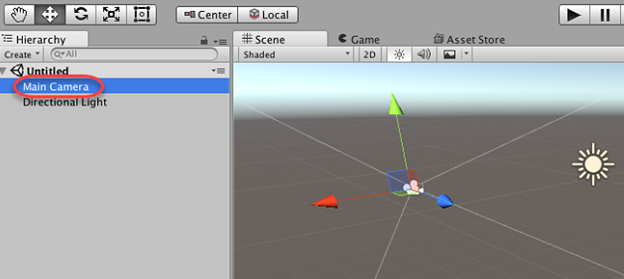 Center Local
Hierarchy
Create All
Untitled
Main Camera
Directional Light
Scene Game Asset Store
Shaded 2D